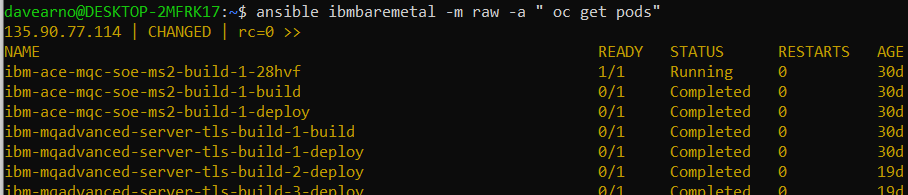 davearno@DESKTOP-2MFRK17:~$ ansible ibmbaremetal -m raw -a " oc get pods"
135.90.77.114 | CHANGED | rc=0 >>
NAME READY STATUS RESTARTS AGE
ibm-ace-mqc-soe-ms2-build-1-28hvf 1/1 Running 0 30d
ibm-ace-mqc-soe-ms2-build-1-build 0/1 Completed 0 30d
ibm-ace-mqc-soe-ms2-build-1-deploy 0/1 Completed 0 30d
ibm-mqadvanced-server-tls-build-1-build 0/1 Completed 0 30d
ibm-mqadvanced-server-tls-build-1-deploy 0/1 Completed 0 30d
ibm-mqadvanced-server-tls-build-2-deploy 0/1 Completed 0 19d
ibm-mqadvanced-server-tls-build-3-deploy 0/1 Completed 0 19d